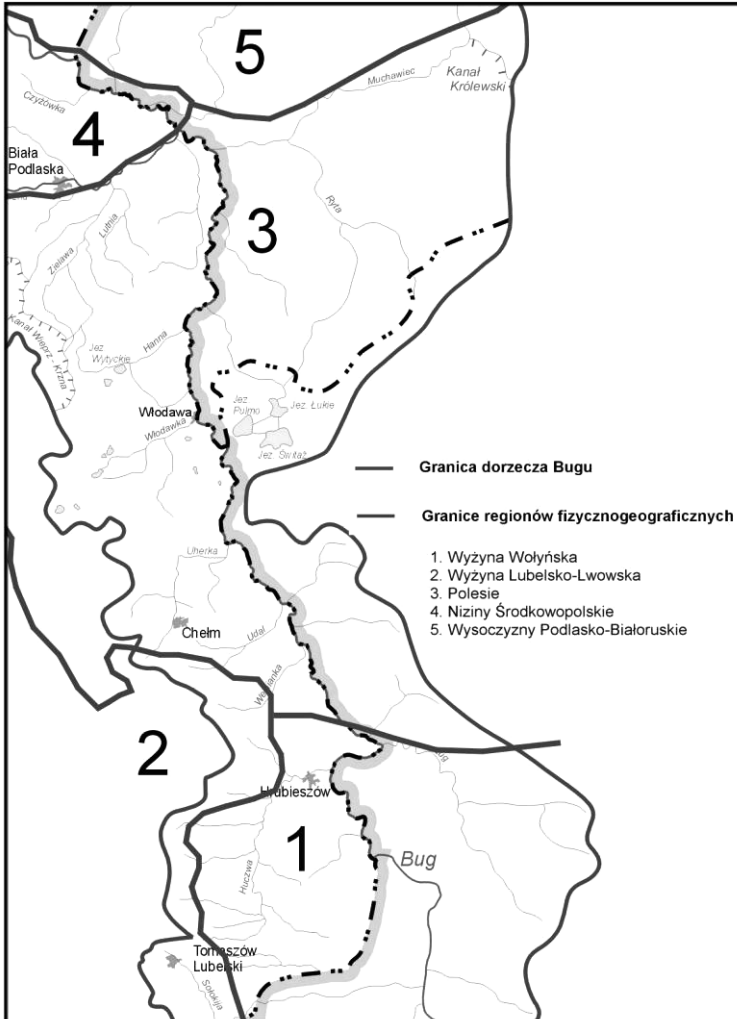 5
Muchawiec
Kanał
Królewski
Czyżówka
4
Biała
Podlaska
Lutnia
Zielawa
3
Ryta
Kanał Wieprz - Krzna
Jez
Wytyckie
Hanna
Włodawa
Włodawka
Jez
Pulmo
Jez Łukie
Jez Świtaź
Granica dorzecza Bugu
Granice regionów fizycznogeograficznych
1. Wyżyna Wołyńska
2. Wyżyna Lubelsko-Lwowska
3. Polesie
4. Niziny Środkowopolskie
5. Wysoczyzny Podlasko-Białoruskie
Uherka
Chełm
Udal
2
Hrubieszów
1
Bug
Huczwa
Tomaszów
Lubelski
Sołokija